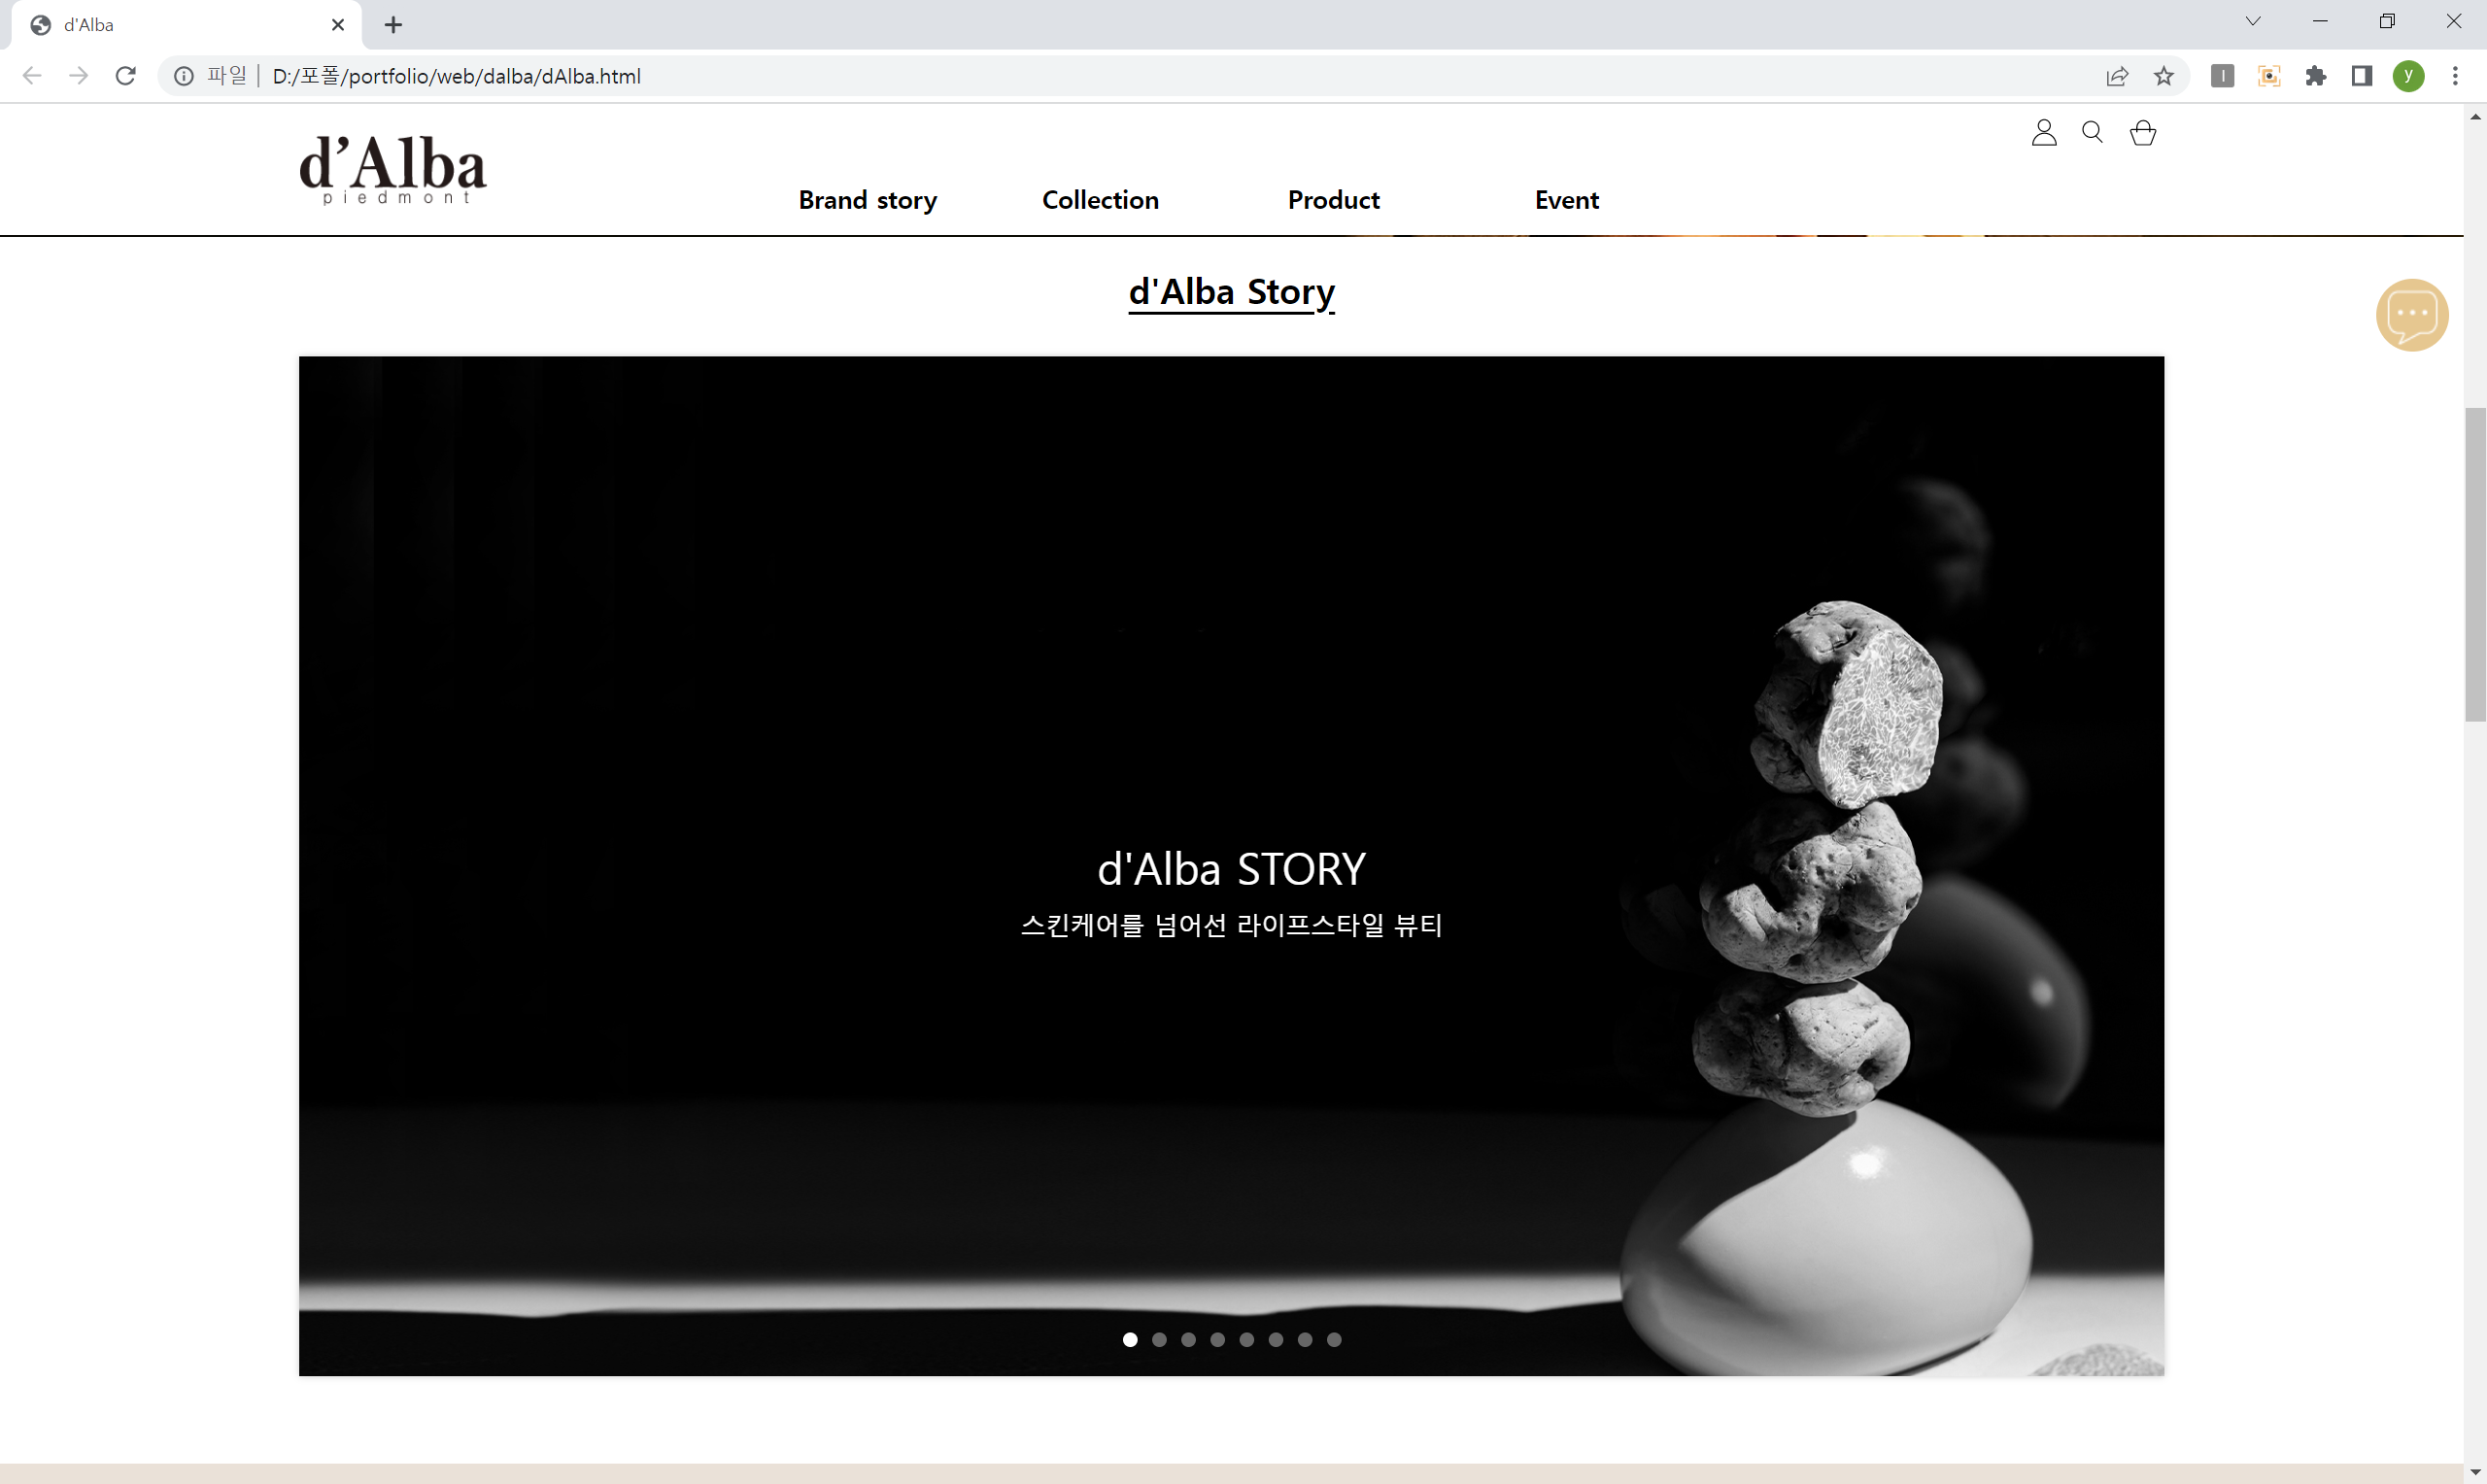 d'Alba
파일
D:/포폴/portfolio/web/dalba/dAlba.html
I
y
d'Alba
piedmont
Brand story
Collection
Product
Event
d'Alba Story
d'Alba STORY
스킨케어를 넘어선 라이프스타일 뷰티